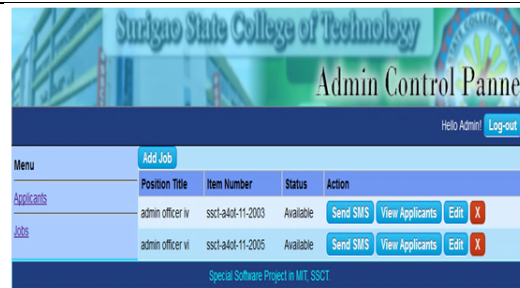 Surigao State College of Technology
Admin Control Panne
Hello Admin! Log-out
Menu
Applicants
Jobs
Add Job
Position Title Item Number Status Action
admin officer iv ssct-a4ot-11-2003 Available Send SMS View Applicants Edit X
admin officer vi ssct-a4ot-11-2005 Available Send SMS View Applicants Edit X
Special Software Project in MIT, SSCT.